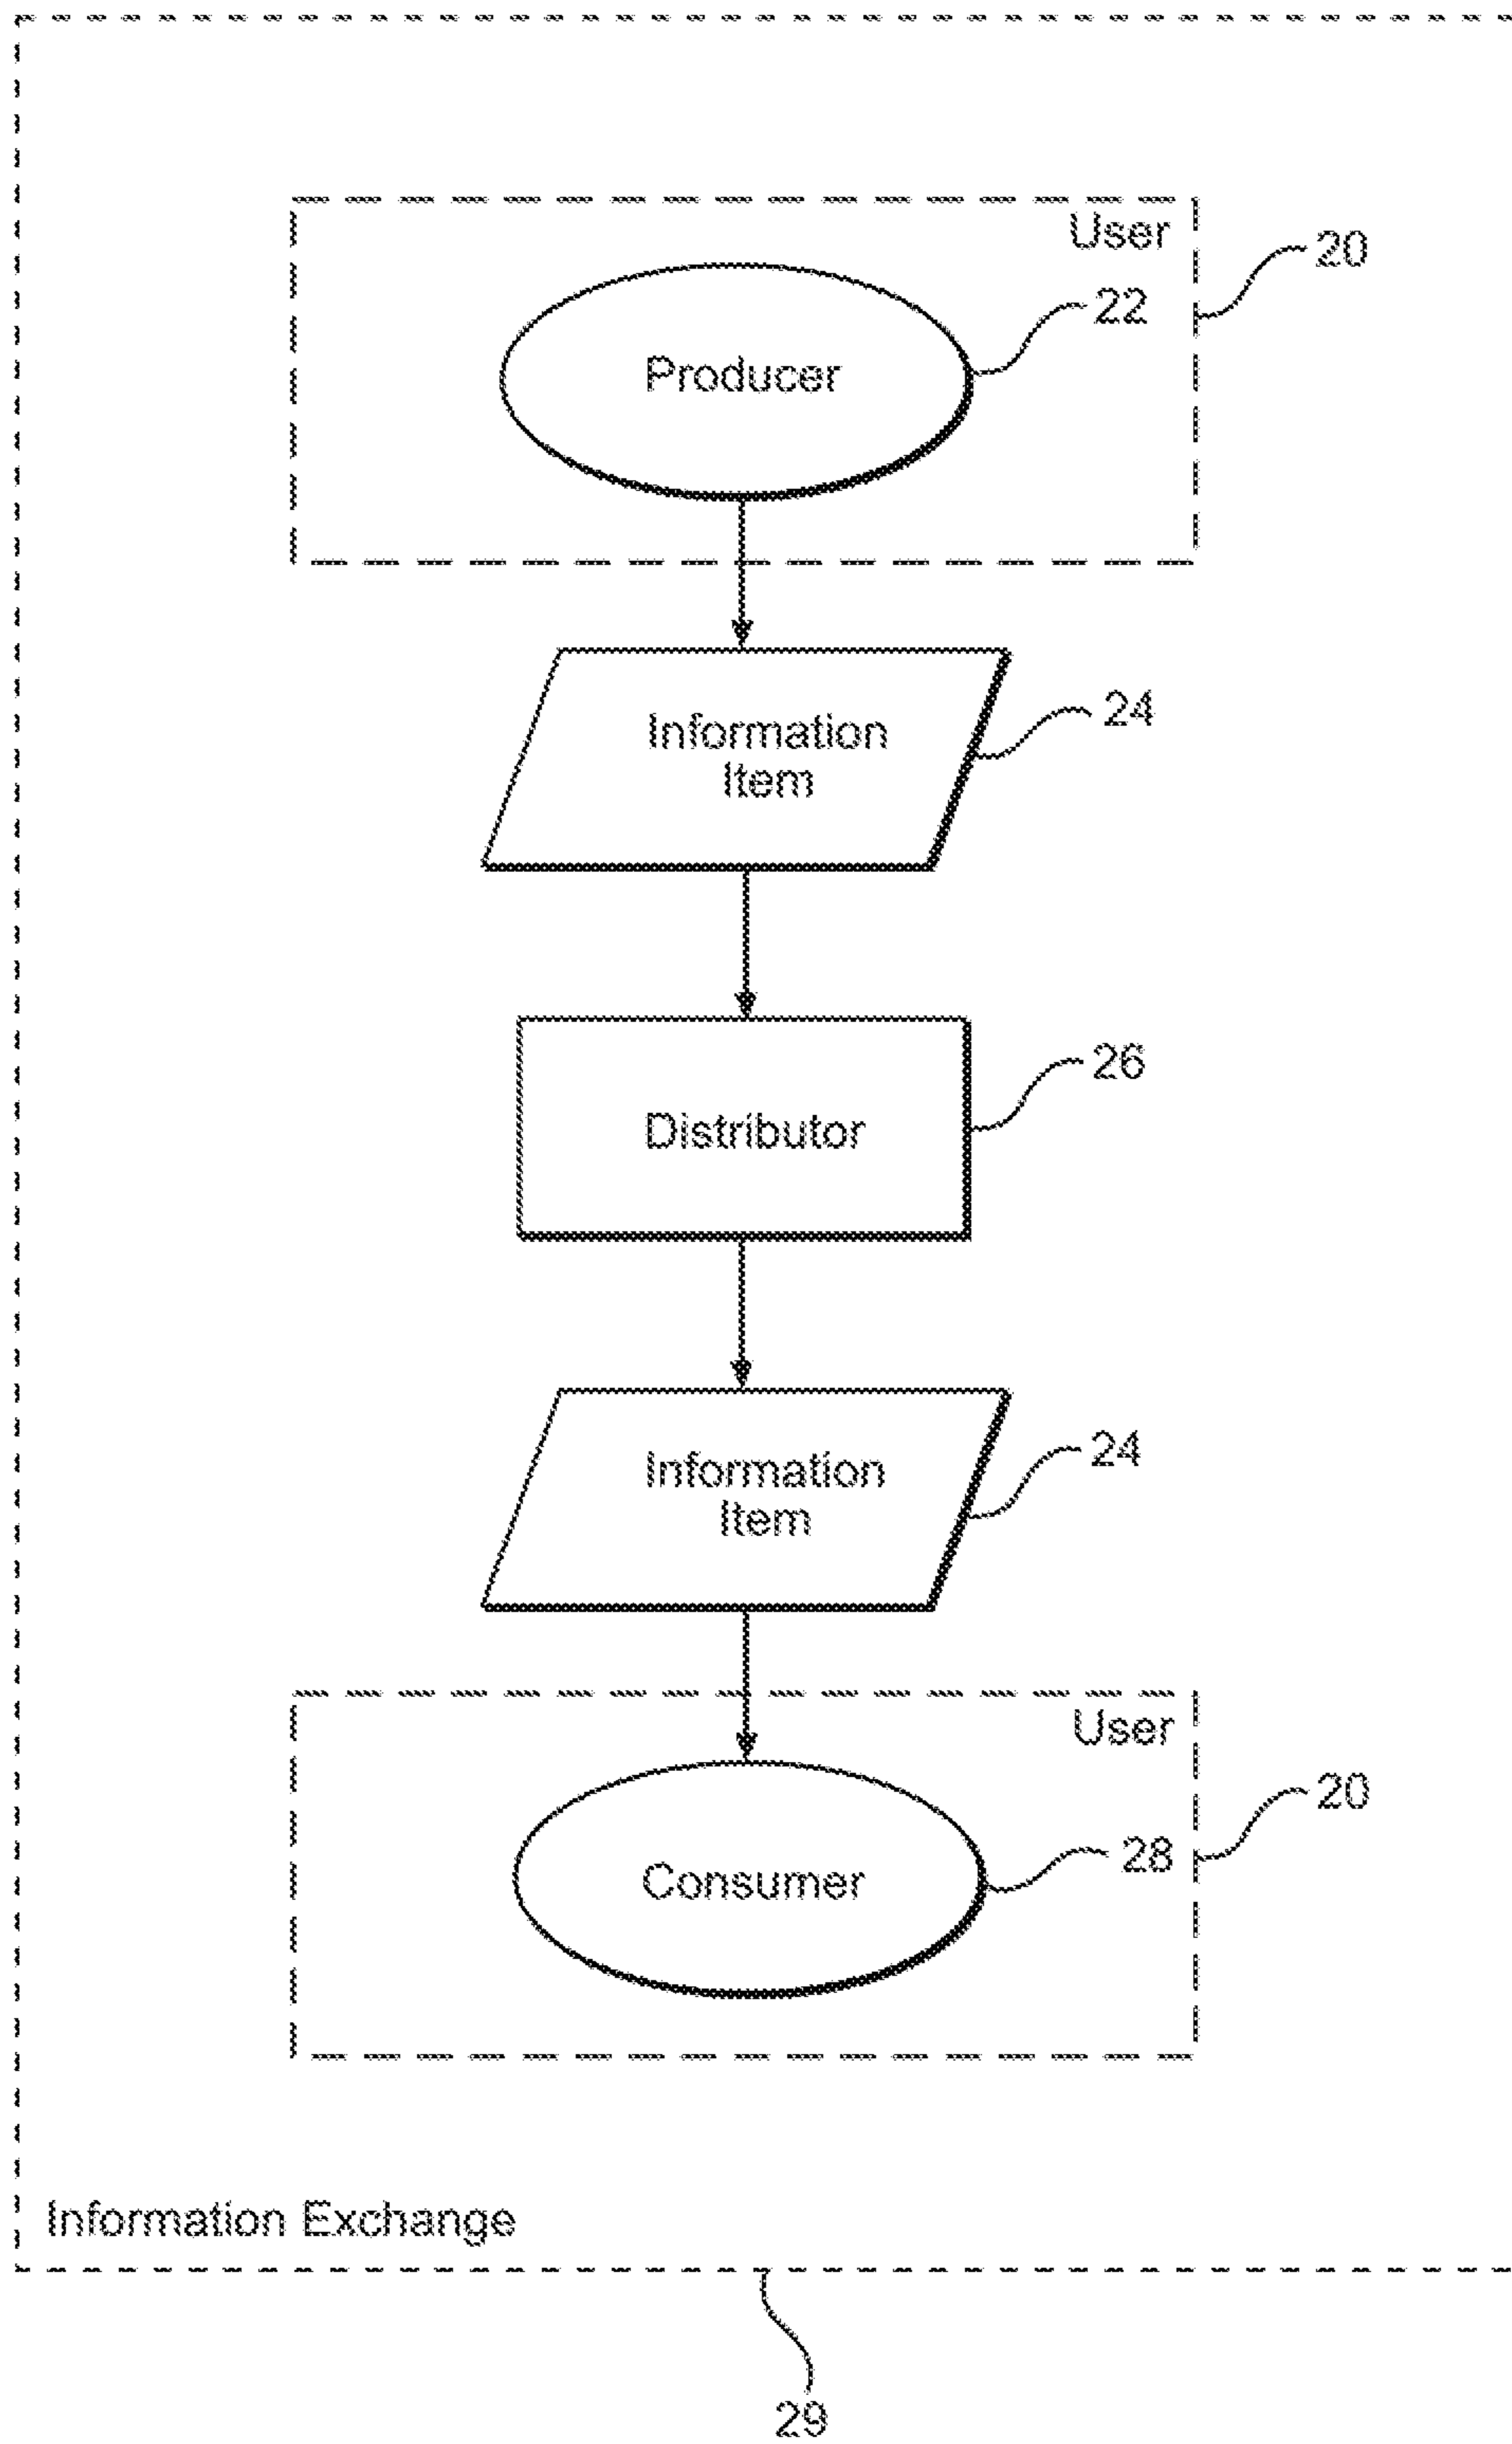 User
20
22
Producer
24
Information
Item
26
Distributor
24
Information
Item
User
20
28
Consumer
Information Exchange
29